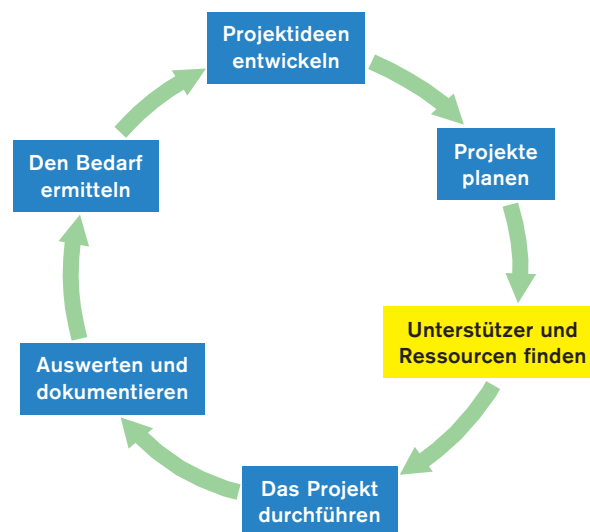 Projektideen
entwickeln
Projekte
planen
Unterstützer und
Ressourcen finden
Das Projekt
durchführen
Auswerten und
dokumentieren
Den Bedarf
ermitteln